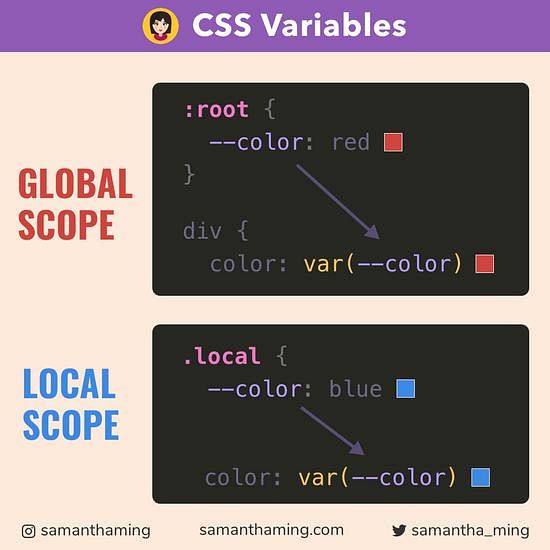 CSS Variables
GLOBAL
SCOPE
:root {
--color: red
}
div {
color: var(--color)
LOCAL
SCOPE
.local {
--color: blue
color: var(--color)
samanthaming
samanthaming.com
samantha_ming